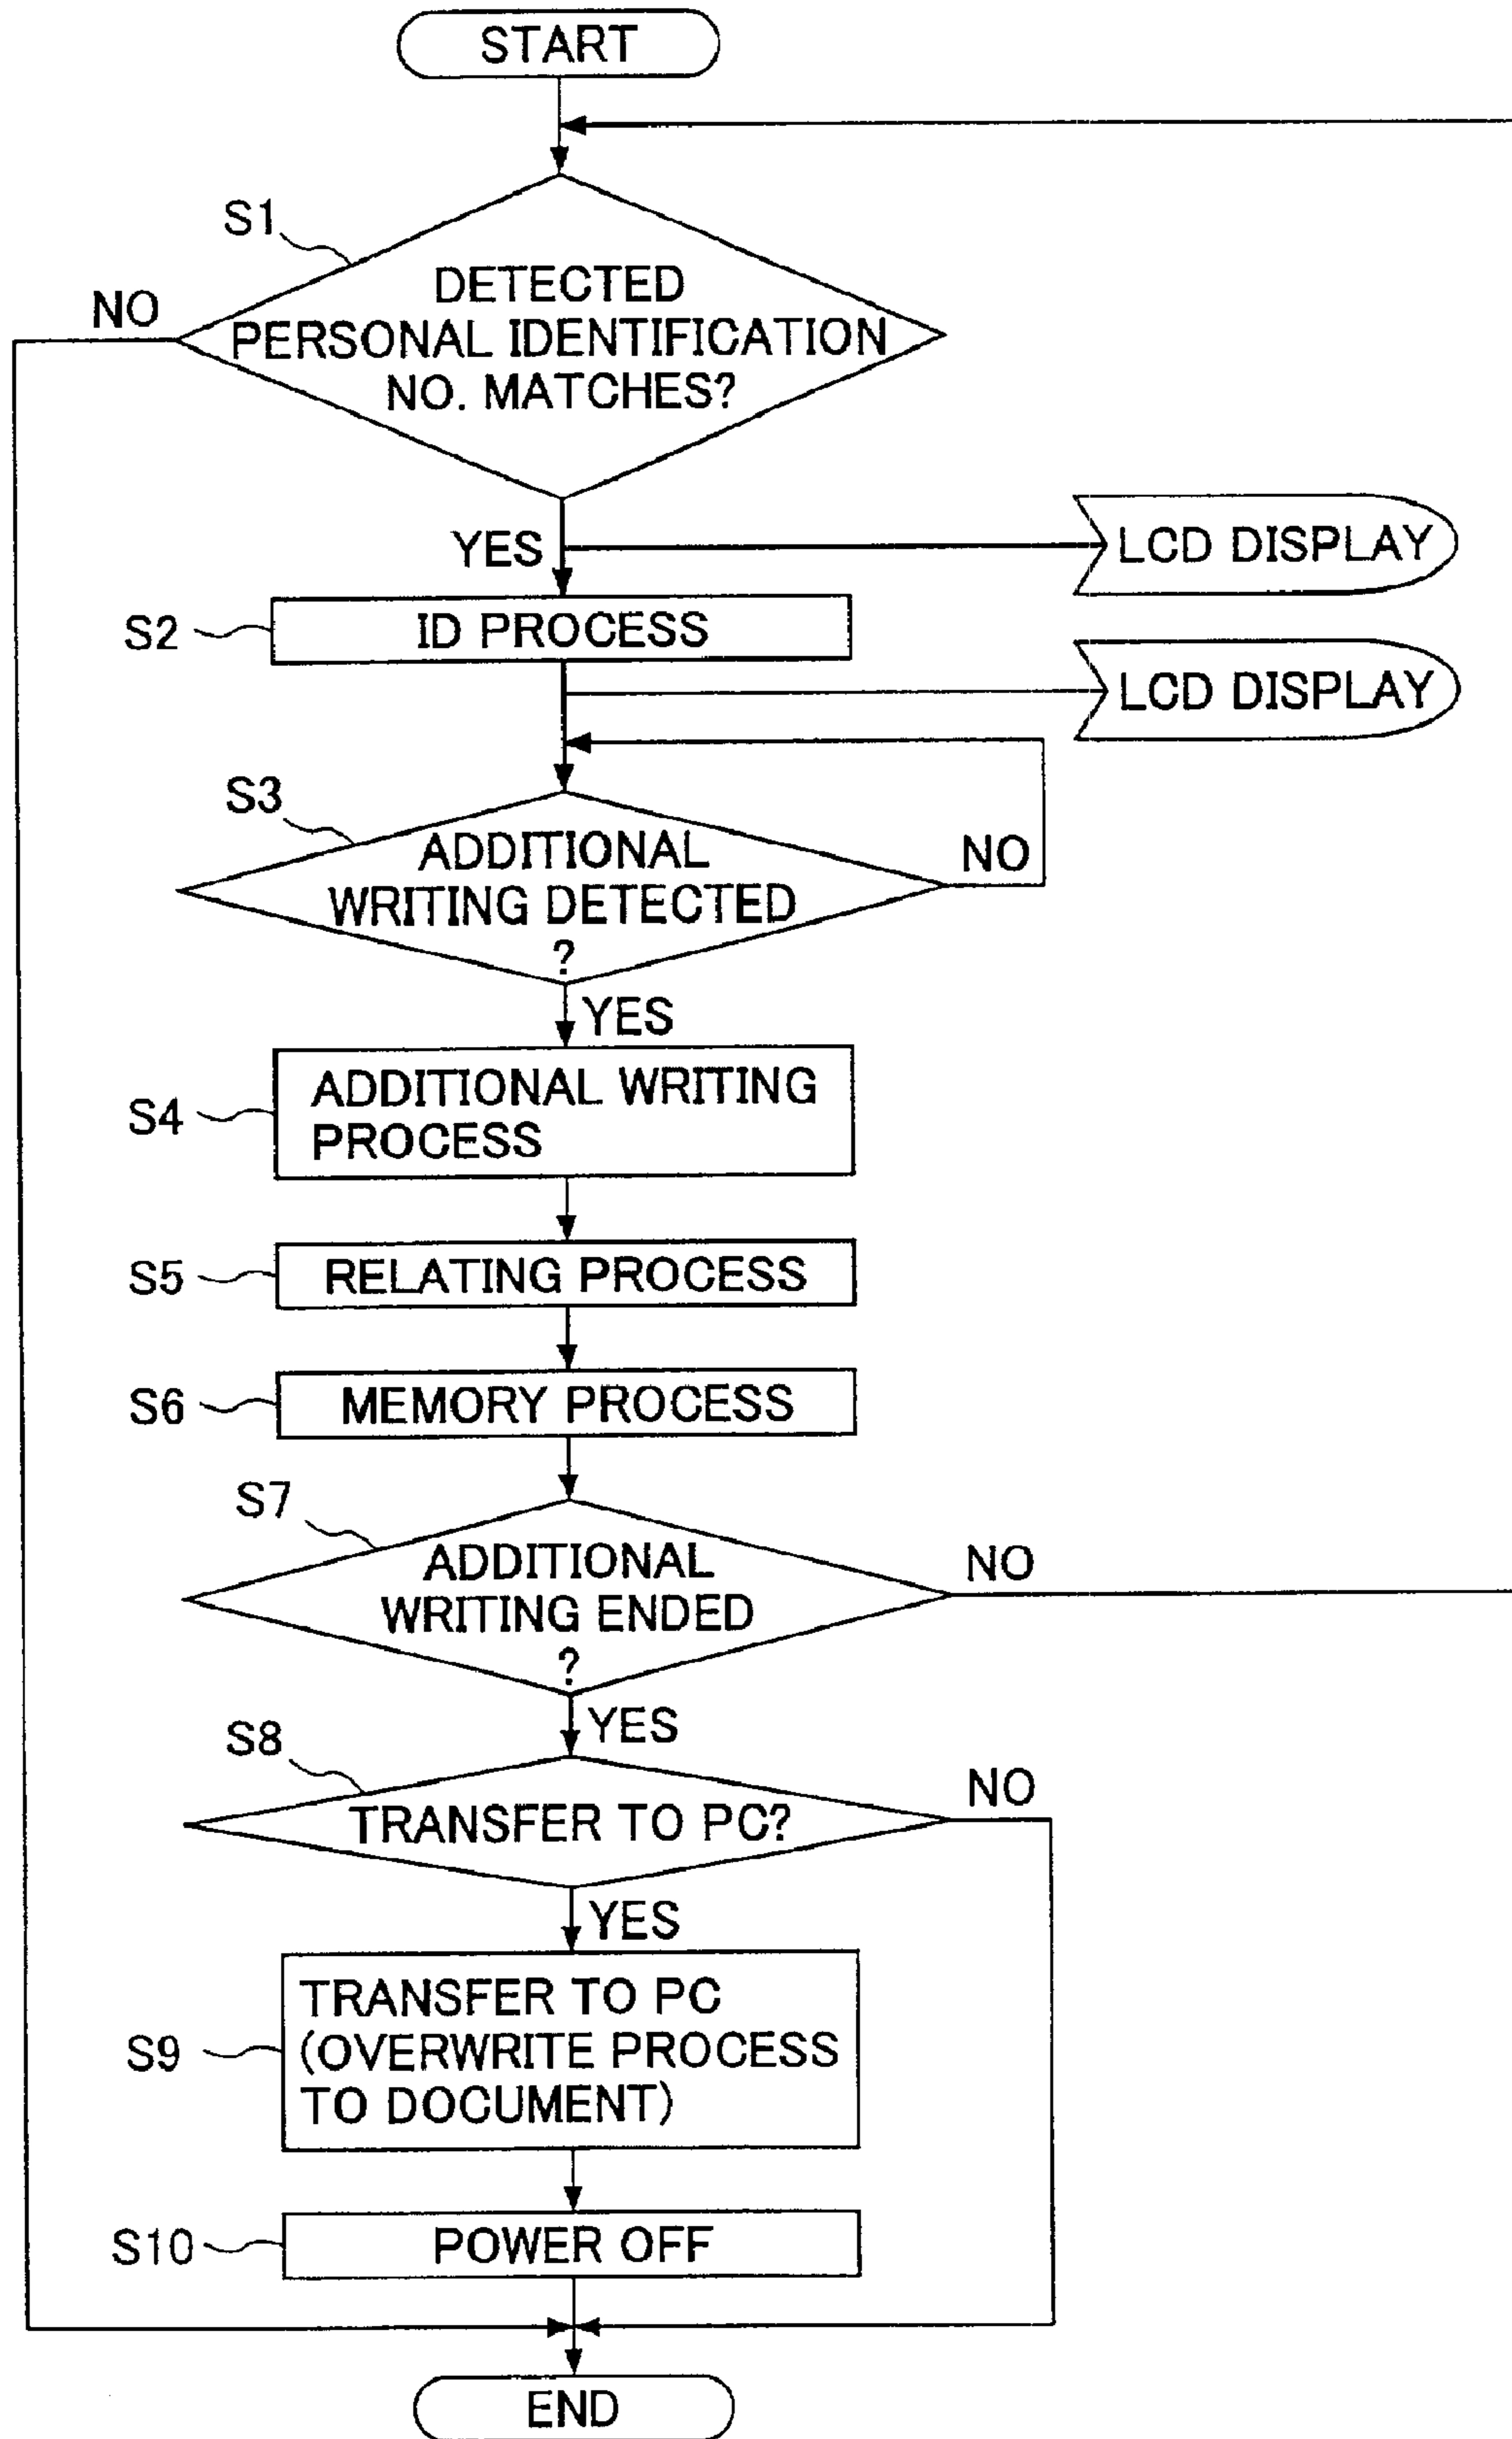 START
S1
DETECTED
NO
PERSONAL IDENTIFICATION
NO. MATCHES?
YES
LCD DISPLAY
S2
ID PROCESS
LCD DISPLAY
S3
ADDITIONAL
NO
WRITING DETECTED
?
YES
S4
ADDITIONAL WRITING
PROCESS
S5
RELATING PROCESS
S6
MEMORY PROCESS
S7
ADDITIONAL
NO
WRITING ENDED
?
YES
S8
NO
TRANSFER TO PC?
YES
S9
TRANSFER TO PC
(OVERWRITE PROCESS
TO DOCUMENT)
S10
POWER OFF
END